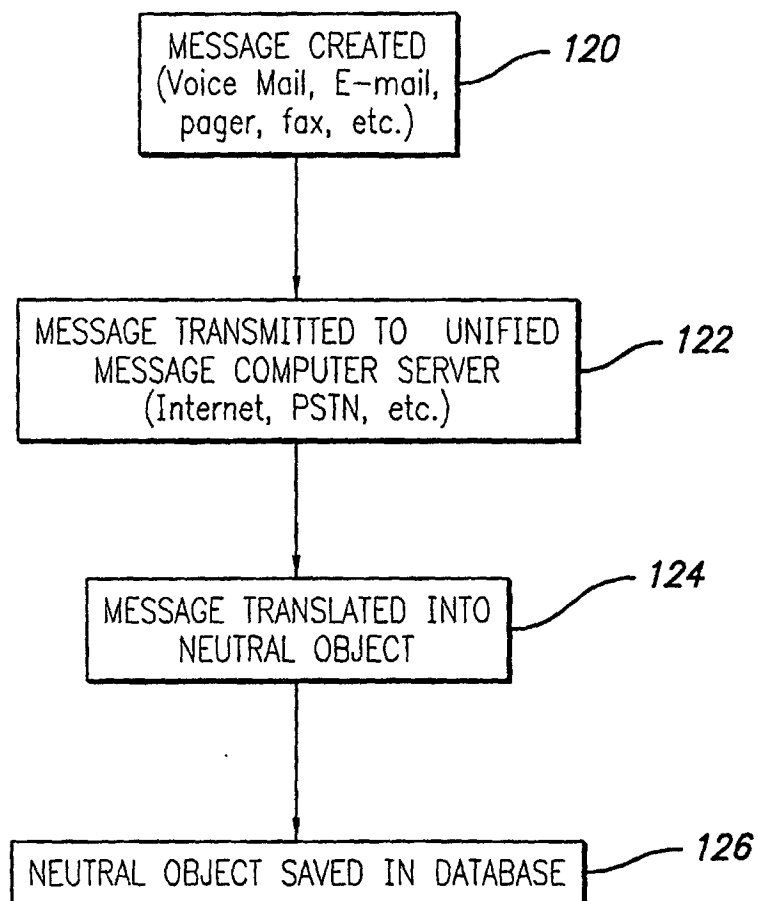 MESSAGE CREATED
(Voice Mail, E-mail,
pager, fax, etc.)
120
MESSAGE TRANSMITTED TO UNIFIED
MESSAGE COMPUTER SERVER
(Internet, PSTN, etc.)
122
MESSAGE TRANSLATED INTO
NEUTRAL OBJECT
124
NEUTRAL OBJECT SAVED IN DATABASE
126